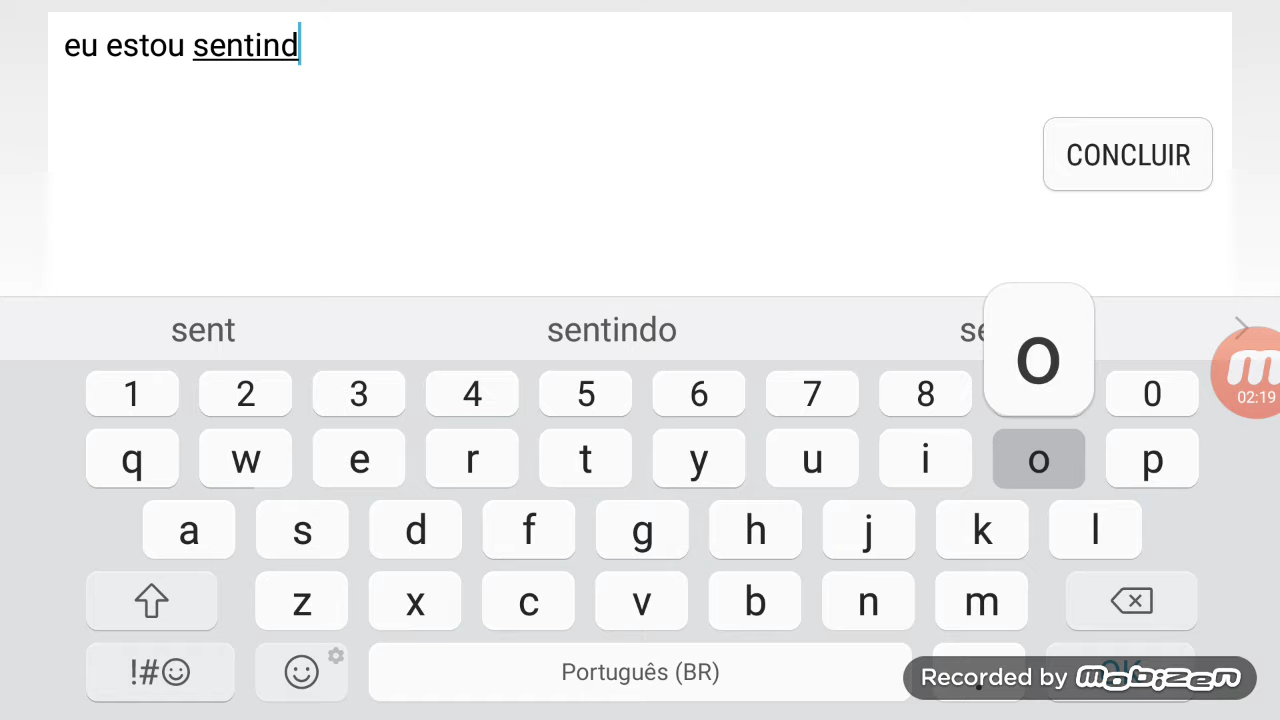 eu estou sentind
CONCLUIR
sent sentindo
o
02:19
1 2 3 4 5 6 7 8 0
q w e r t y u i o p
a s d f g h j k l
z x c v b n m
!#☺ Português (BR)
Recorded by mobizen